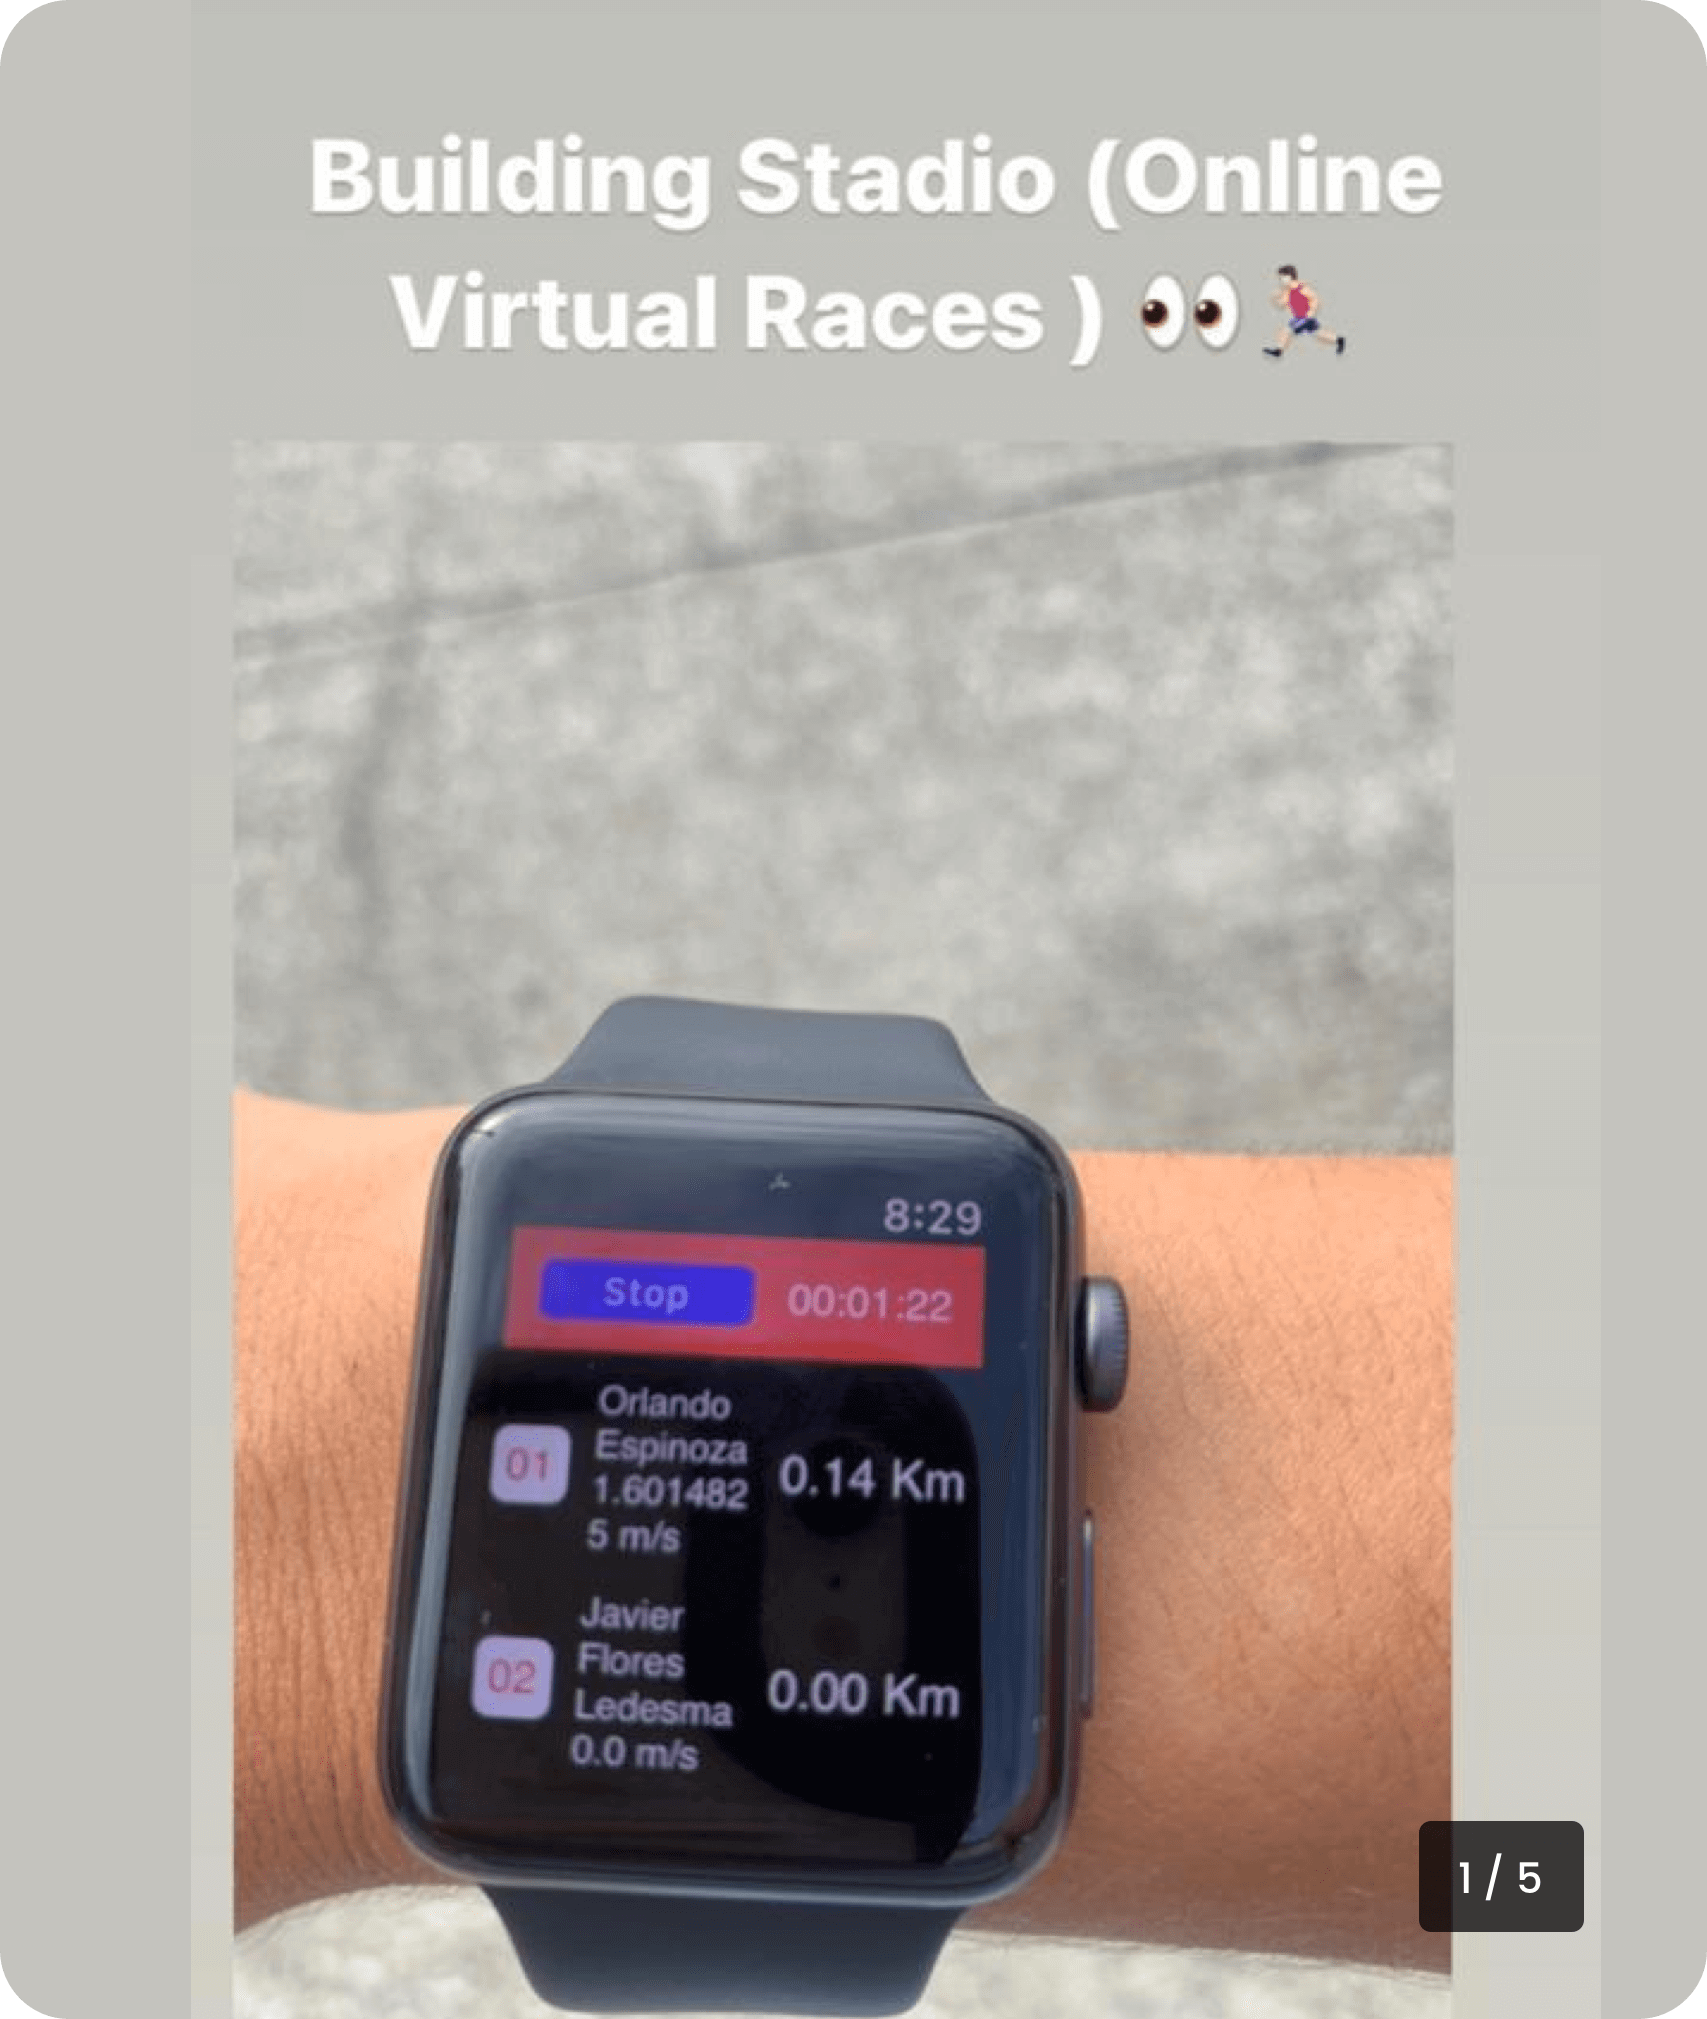 Building Stadio (Online
Virtual Races ) 👀🏃🏻
8:29
Stop 00:01:22
01
Orlando
Espinoza
1.601482
5 m/s
0.14 Km
02
Javier
Flores
Ledesma
0.0 m/s
0.00 Km
1 / 5